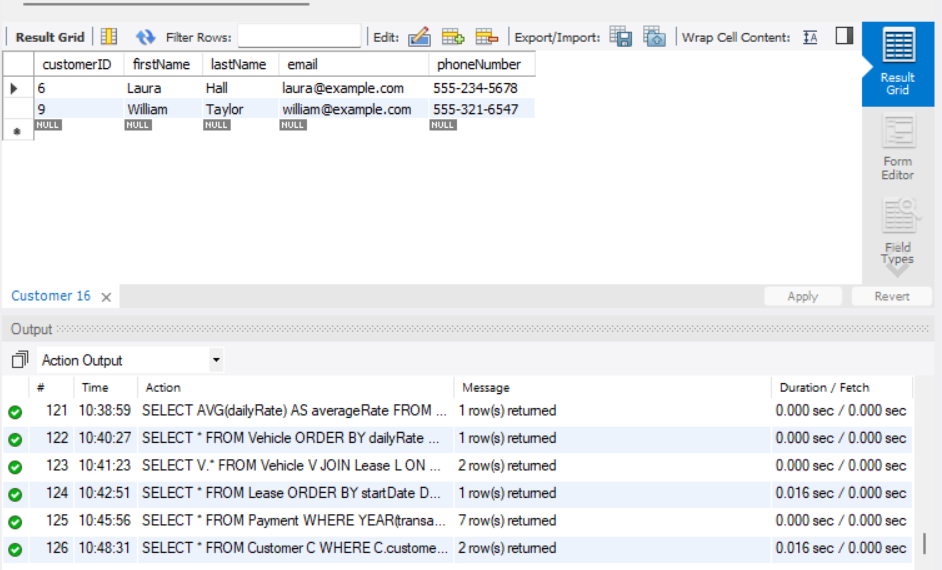 Result Grid Filter Rows: Edit: Export/Import: Wrap Cell Content: IA
customerID firstName lastName email phoneNumber
6 Laura Hall laura@example.com 555-234-5678
9 William Taylor william@example.com 555-321-6547
NULL NULL NULL NULL NULL
Result
Grid
Form
Editor
Field
Types
Customer 16 Apply Revert
Output
Action Output
# Time Action Message Duration / Fetch
121 10:38:59 SELECT AVG(dailyRate) AS averageRate FROM ... 1 row(s) returned 0.000 sec / 0.000 sec
122 10:40:27 SELECT * FROM Vehicle ORDER BY dailyRate ... 1 row(s) returned 0.000 sec / 0.000 sec
123 10:41:23 SELECT V.* FROM Vehicle V JOIN Lease L ON ... 2 row(s) returned 0.000 sec / 0.000 sec
124 10:42:51 SELECT * FROM Lease ORDER BY startDate D... 1 row(s) returned 0.016 sec / 0.000 sec
125 10:45:56 SELECT * FROM Payment WHERE YEAR(transa... 7 row(s) returned 0.000 sec / 0.000 sec
126 10:48:31 SELECT * FROM Customer C WHERE C.custome... 2 row(s) returned 0.016 sec / 0.000 sec